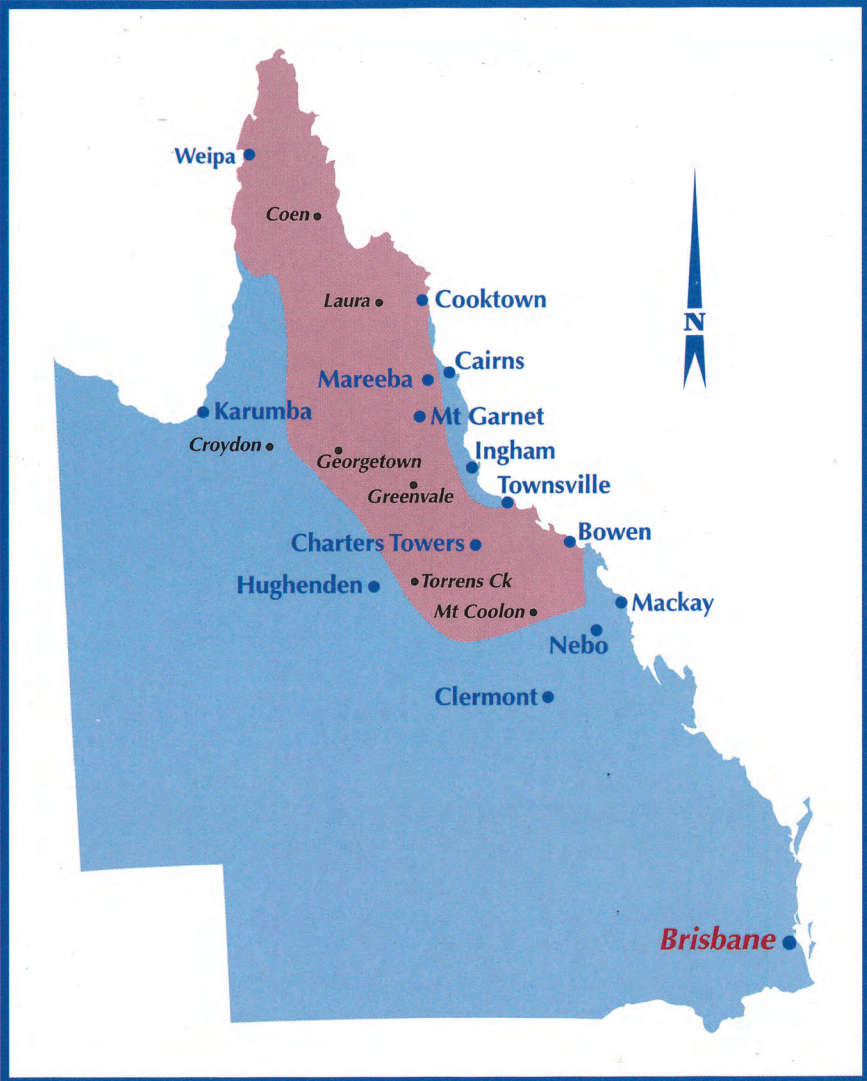 Weipa
Coen
Laura
Cooktown
N
Cairns
Mareeba
Karumba
Mt Garnet
Croydon
Georgetown
Ingham
Greenvale
Townsville
Bowen
Charters Towers
Torrens Ck
Hughenden
Mt Coolon
Mackay
Nebo
Clermont
Brisbane